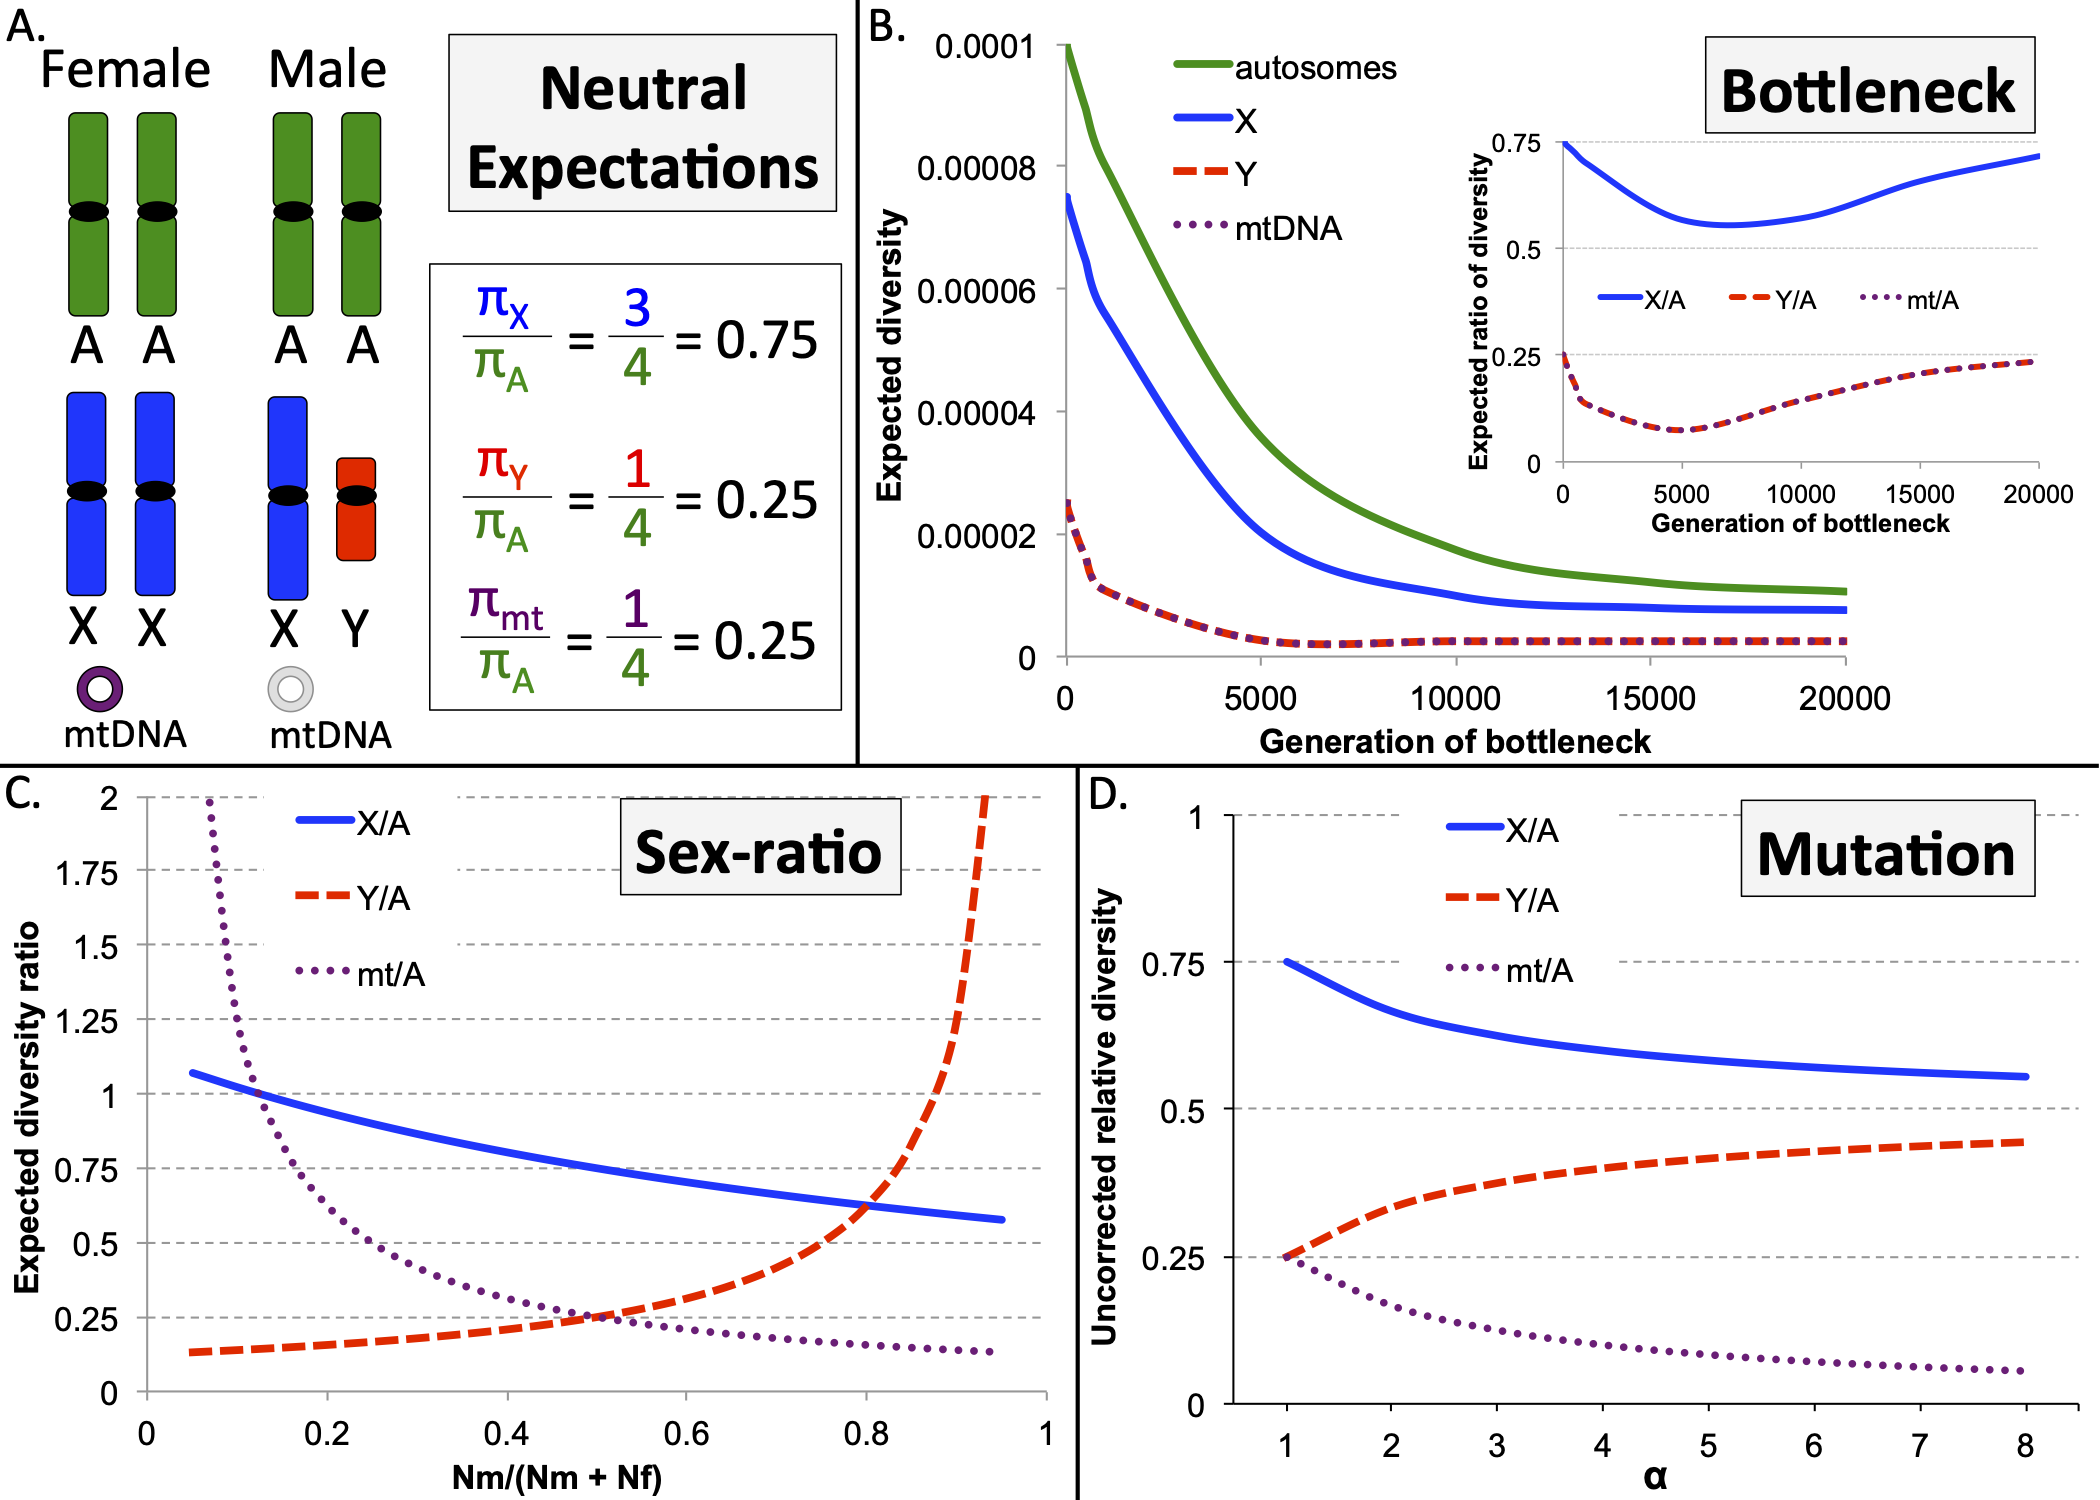 A.
Female Male
A A A A
X X X Y
mtDNA mtDNA
Neutral
Expectations
πX/πA = 3/4 = 0.75
πY/πA = 1/4 = 0.25
πmt/πA = 1/4 = 0.25
B.
Bottleneck
Expected diversity
0.0001
0.00008
0.00006
0.00004
0.00002
0
0 5000 10000 15000 20000
Generation of bottleneck
autosomes
X
Y
mtDNA
Expected ratio of diversity
0.75
0.5
0.25
0
X/A Y/A mt/A
0 5000 10000 15000 20000
Generation of bottleneck
C.
Sex-ratio
Expected diversity ratio
2
1.75
1.5
1.25
1
0.75
0.5
0.25
0
X/A
Y/A
mt/A
0 0.2 0.4 0.6 0.8 1
Nm/(Nm + Nf)
D.
Mutation
Uncorrected relative diversity
1
0.75
0.5
0.25
0
X/A
Y/A
mt/A
1 2 3 4 5 6 7 8
α